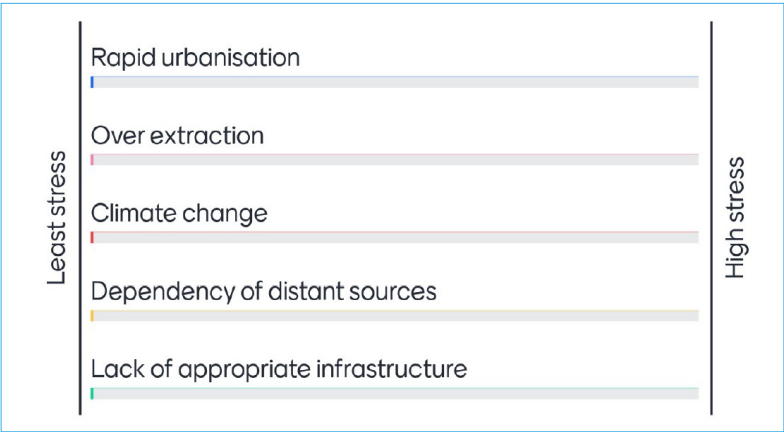 Rapid urbanisation
Over extraction
Climate change
Dependency of distant sources
Lack of appropriate infrastructure
Least stress
High stress